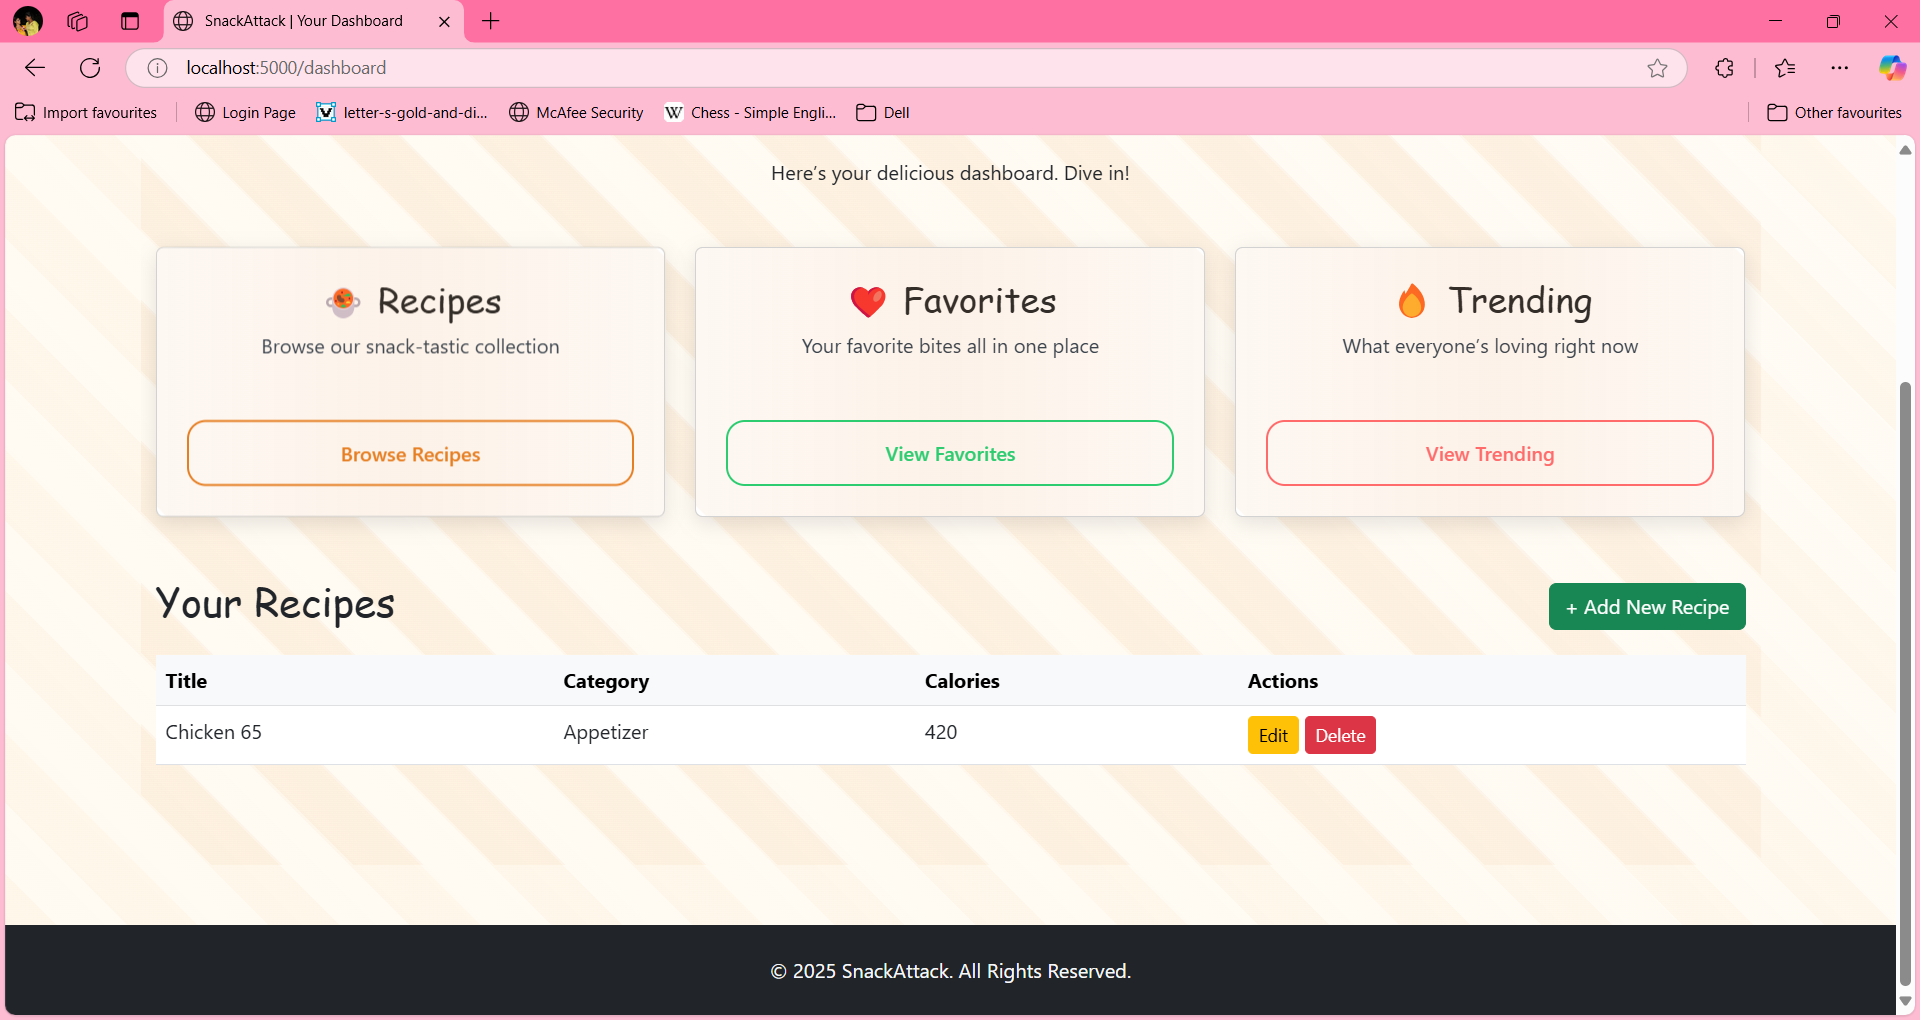 SnackAttack | Your Dashboard
localhost:5000/dashboard
Import favourites
Login Page
letter-s-gold-and-di...
McAfee Security
W
Chess - Simple Engli...
Dell
Other favourites
Here’s your delicious dashboard. Dive in!
Recipes
Browse our snack-tastic collection
Browse Recipes
Favorites
Your favorite bites all in one place
View Favorites
Trending
What everyone’s loving right now
View Trending
Your Recipes
+ Add New Recipe
Title Category Calories Actions
Chicken 65 Appetizer 420 Edit Delete
© 2025 SnackAttack. All Rights Reserved.